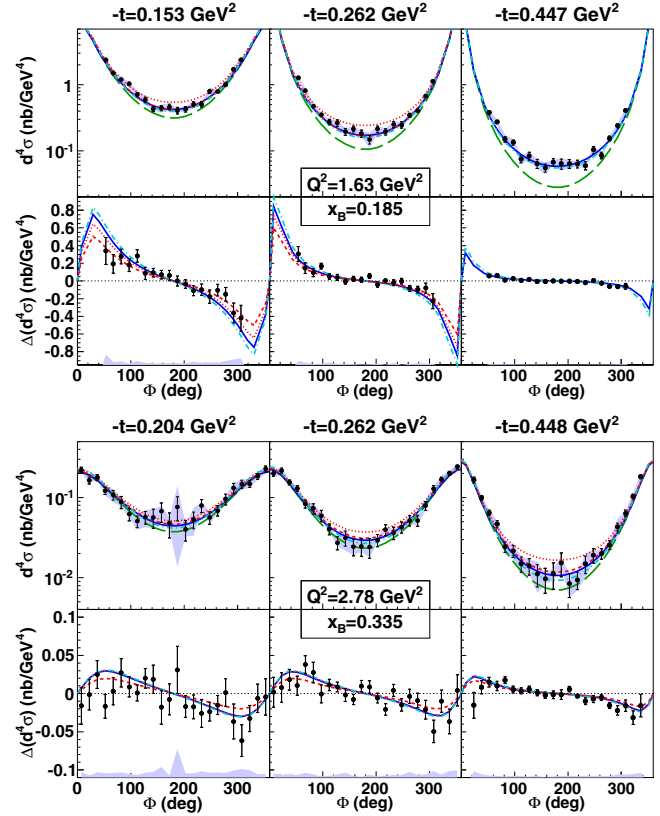 -t=0.153 GeV² -t=0.262 GeV² -t=0.447 GeV²
d⁴σ (nb/GeV⁴)
1
10⁻¹
Q²=1.63 GeV²
x_B=0.185
Δ(d⁴σ) (nb/GeV⁴)
0.8
0.6
0.4
0.2
0
-0.2
-0.4
-0.6
-0.8
0 100 200 300 0 100 200 300 0 100 200 300
Φ (deg) Φ (deg) Φ (deg)
-t=0.204 GeV² -t=0.262 GeV² -t=0.448 GeV²
d⁴σ (nb/GeV⁴)
10⁻¹
10⁻²
Q²=2.78 GeV²
x_B=0.335
Δ(d⁴σ) (nb/GeV⁴)
0.1
0.05
0
-0.05
-0.1
0 100 200 300 0 100 200 300 0 100 200 300
Φ (deg) Φ (deg) Φ (deg)